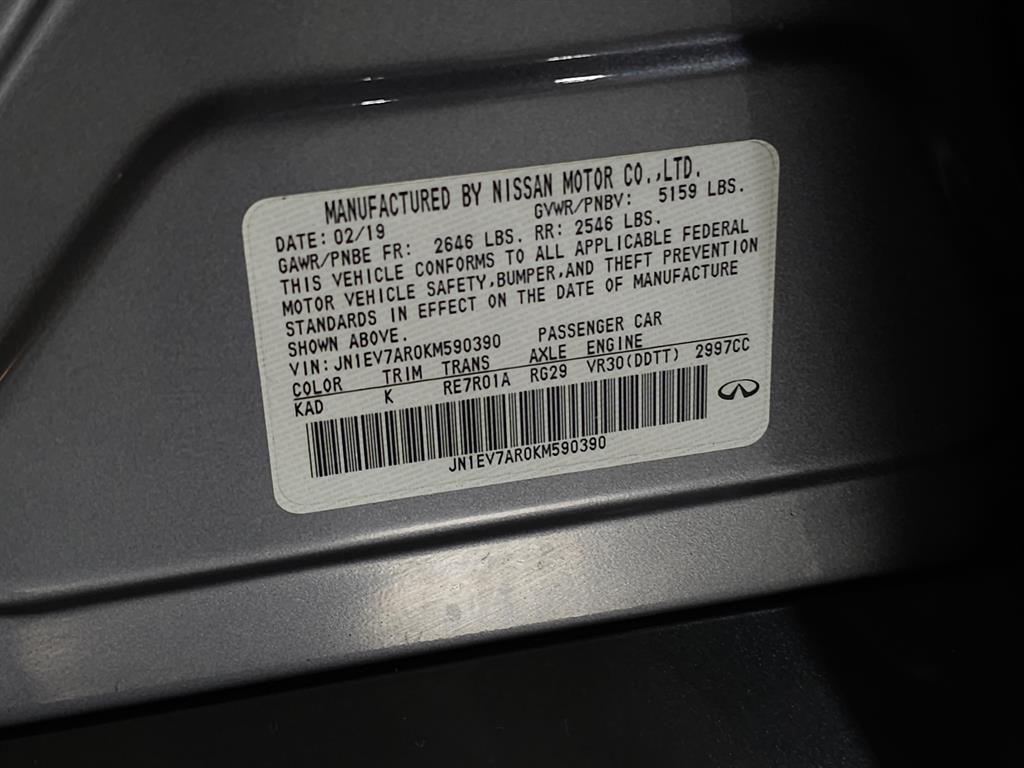 MANUFACTURED BY NISSAN MOTOR CO.,LTD.
DATE: 02/19 GVWR/PNBV: 5159 LBS.
GAWR/PNBE FR: 2646 LBS. RR: 2546 LBS.
THIS VEHICLE CONFORMS TO ALL APPLICABLE FEDERAL
MOTOR VEHICLE SAFETY,BUMPER,AND THEFT PREVENTION
STANDARDS IN EFFECT ON THE DATE OF MANUFACTURE
SHOWN ABOVE.
VIN: JN1EV7AR0KM590390 PASSENGER CAR
COLOR TRIM TRANS AXLE ENGINE
KAD K RE7R01A RG29 VR30(DDTT) 2997CC
JN1EV7AR0KM590390